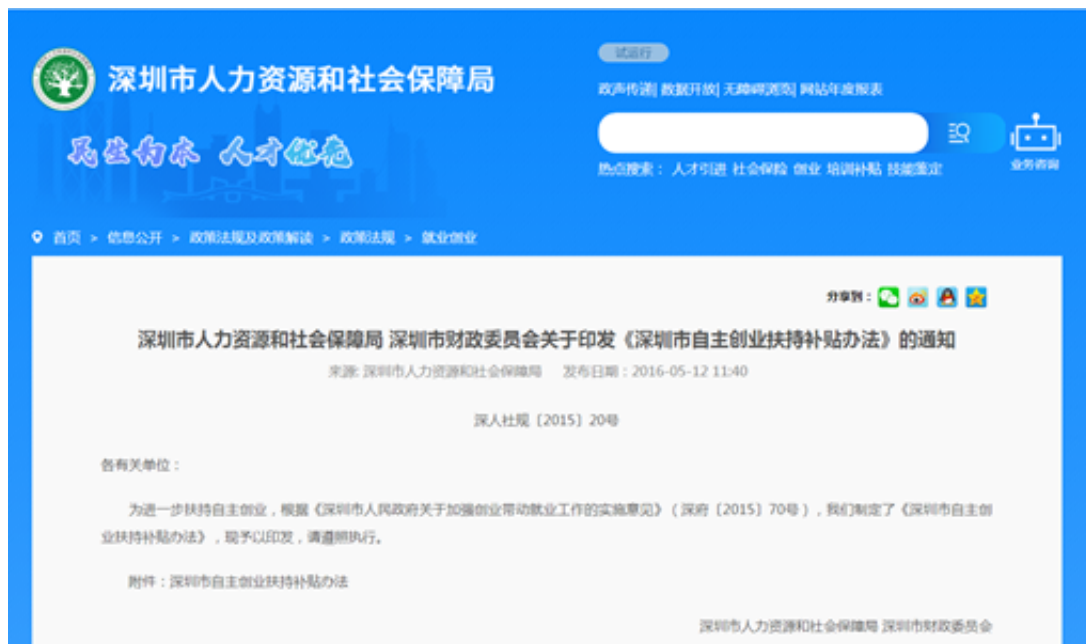 试运行
深圳市人力资源和社会保障局
政声传递| 数据开放| 无障碍浏览| 网站年度报表
民生为本 人才优先
热点搜索： 人才引进 社会保险 创业 培训补贴 技能鉴定
业务咨询
首页 > 信息公开 > 政策法规及政策解读 > 政策法规 > 就业创业
分享到：
深圳市人力资源和社会保障局 深圳市财政委员会关于印发《深圳市自主创业扶持补贴办法》的通知
来源: 深圳市人力资源和社会保障局 发布日期：2016-05-12 11:40
深人社规〔2015〕20号
各有关单位：
为进一步扶持自主创业，根据《深圳市人民政府关于加强创业带动就业工作的实施意见》（深府〔2015〕70号），我们制定了《深圳市自主创
业扶持补贴办法》，现予以印发，请遵照执行。
附件：深圳市自主创业扶持补贴办法
深圳市人力资源和社会保障局 深圳市财政委员会